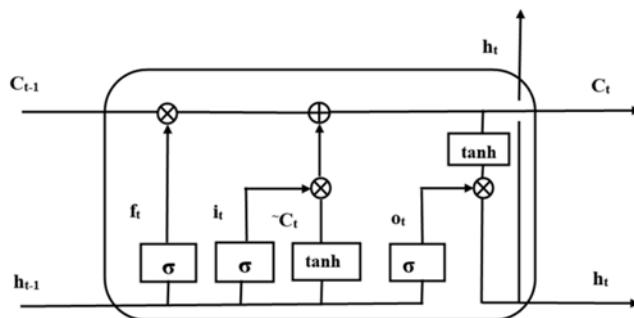 hₜ
Cₜ₋₁
Cₜ
tanh
fₜ
iₜ
~Cₜ
oₜ
σ
σ
tanh
σ
hₜ₋₁
hₜ